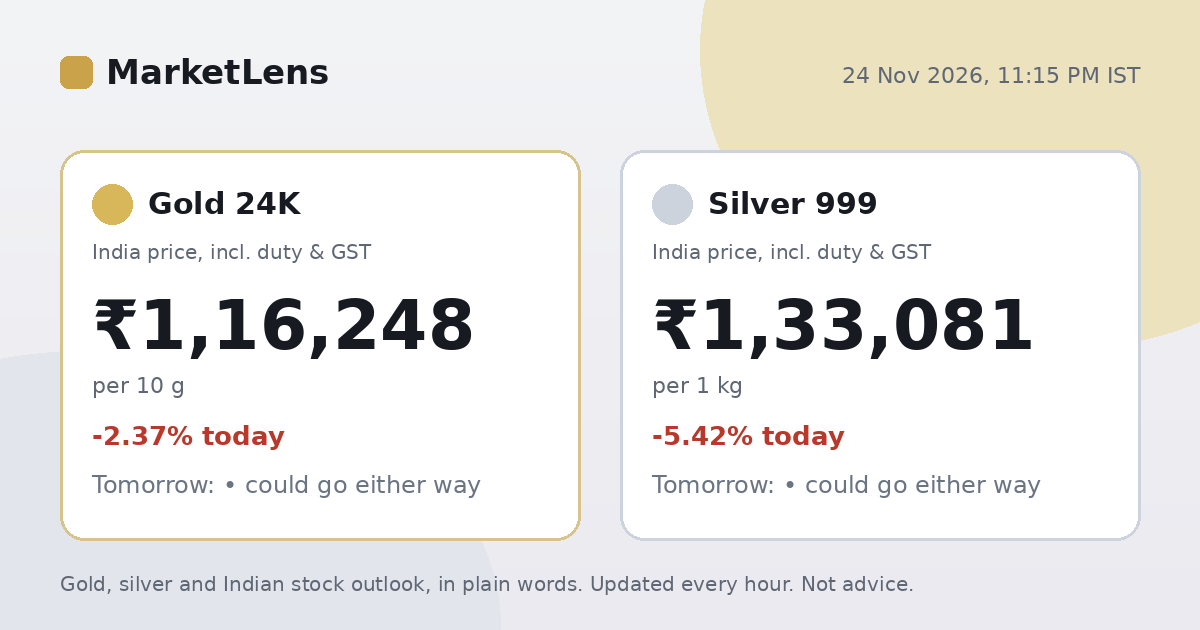 MarketLens
24 Nov 2026, 11:15 PM IST
Gold 24K
India price, incl. duty & GST
₹1,16,248
per 10 g
-2.37% today
Tomorrow: • could go either way
Silver 999
India price, incl. duty & GST
₹1,33,081
per 1 kg
-5.42% today
Tomorrow: • could go either way
Gold, silver and Indian stock outlook, in plain words. Updated every hour. Not advice.